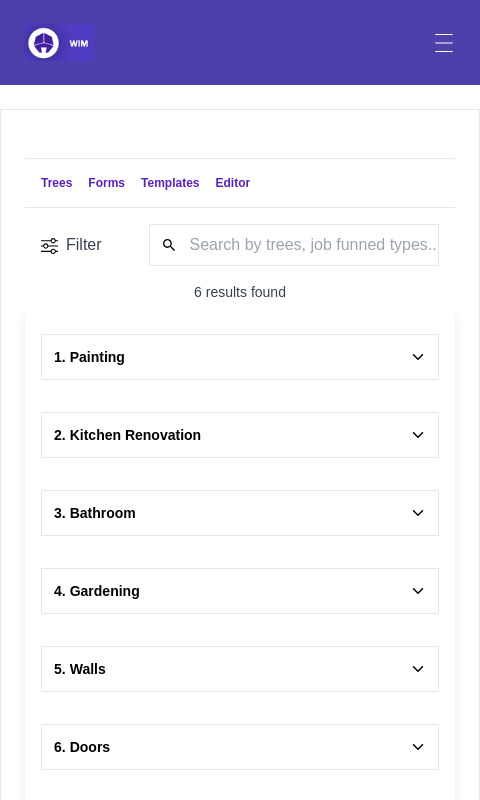 WIM
Trees Forms Templates Editor
Filter
Search by trees, job funned types..
6 results found
1. Painting
2. Kitchen Renovation
3. Bathroom
4. Gardening
5. Walls
6. Doors